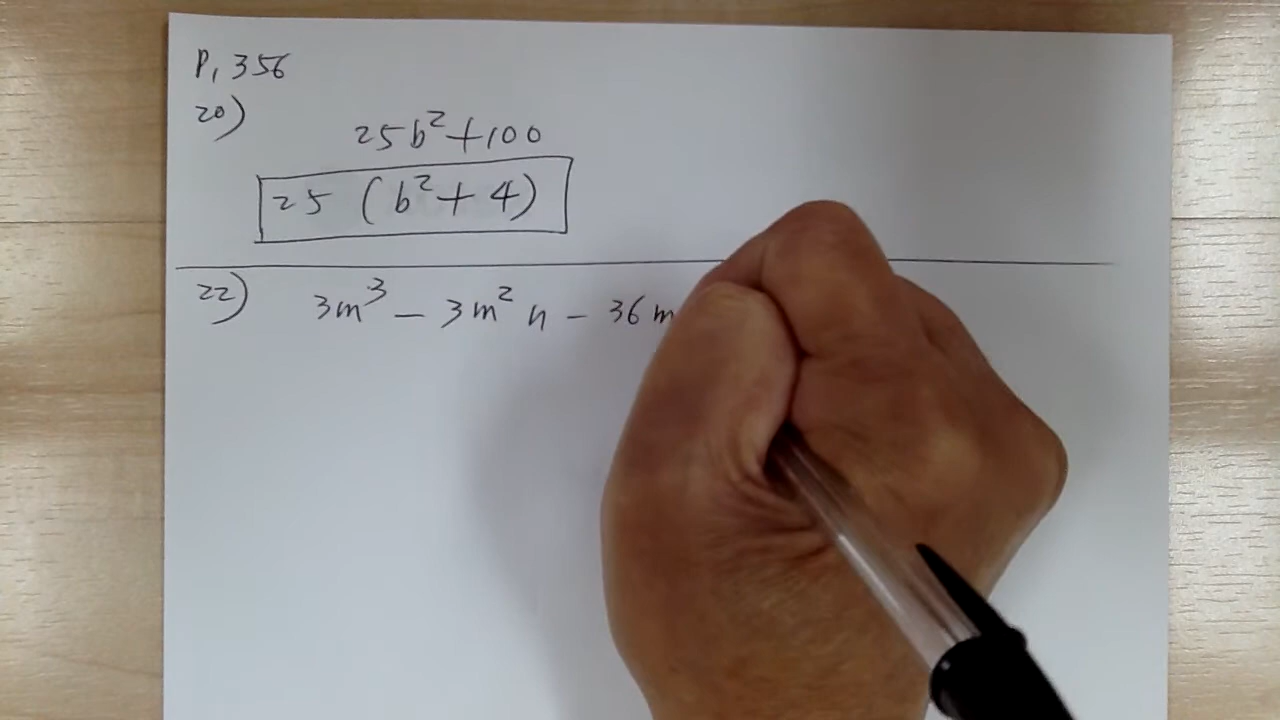 P, 356
20)
25b²+100
25 (b²+4)
22) 3m³ – 3m²n – 36m